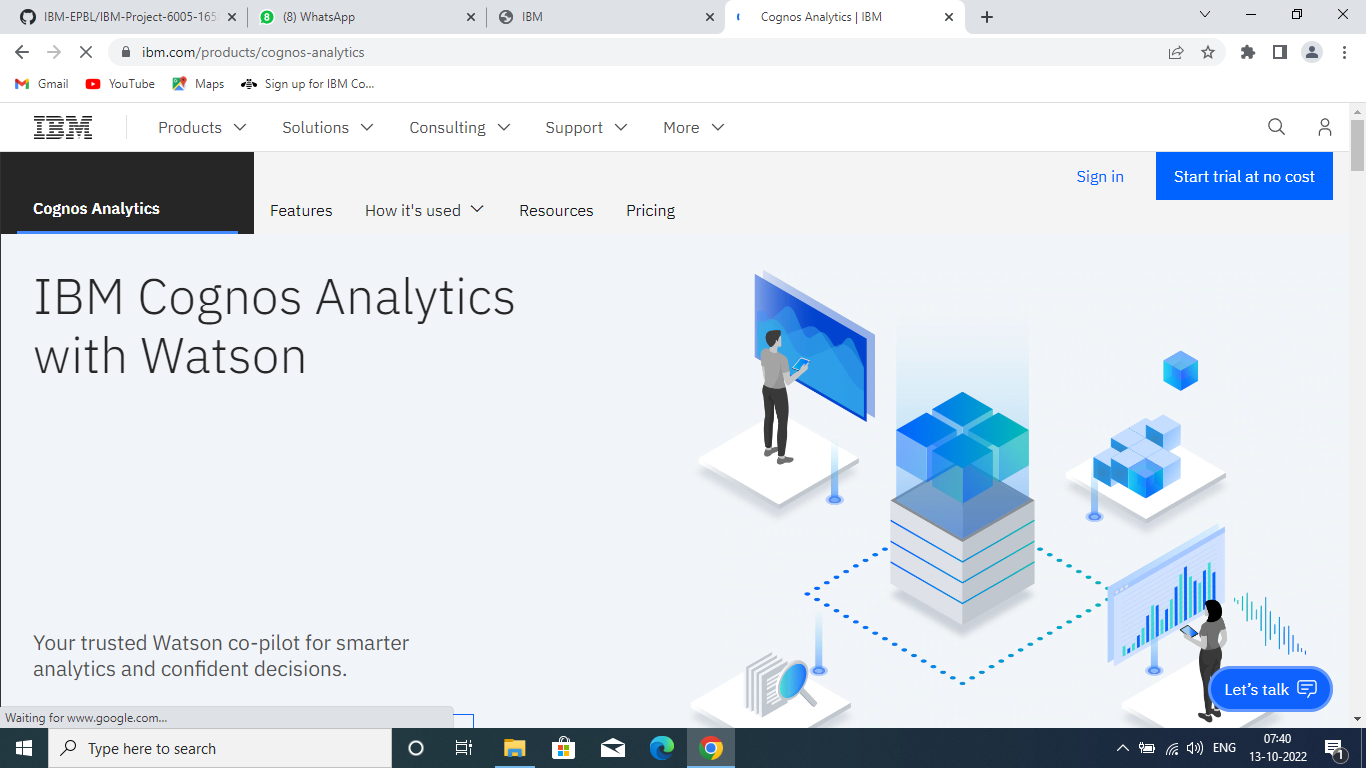 IBM-EPBL/IBM-Project-6005-165
(8) WhatsApp
IBM
Cognos Analytics | IBM
ibm.com/products/cognos-analytics
Gmail
YouTube
Maps
Sign up for IBM Co...
IBM
Products
Solutions
Consulting
Support
More
Cognos Analytics
Features
How it's used
Resources
Pricing
Sign in
Start trial at no cost
IBM Cognos Analytics
with Watson
Your trusted Watson co-pilot for smarter
analytics and confident decisions.
Let's talk
Waiting for www.google.com...
Type here to search
ENG
07:40
13-10-2022
1